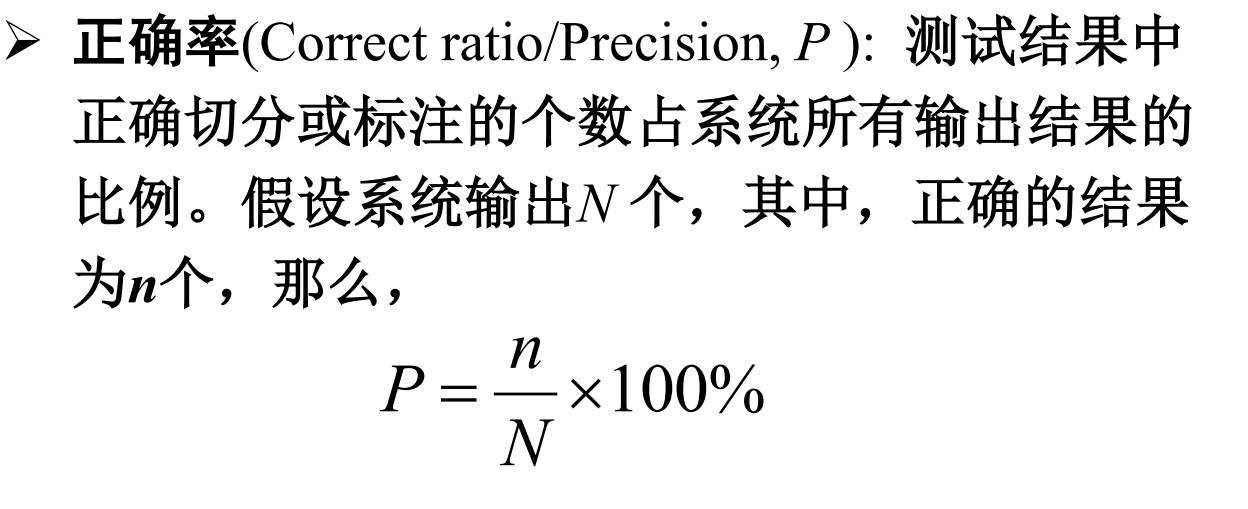 ➢ 正确率(Correct ratio/Precision, P ): 测试结果中
正确切分或标注的个数占系统所有输出结果的
比例。假设系统输出N 个，其中，正确的结果
为n个，那么，
P = n/N ×100%